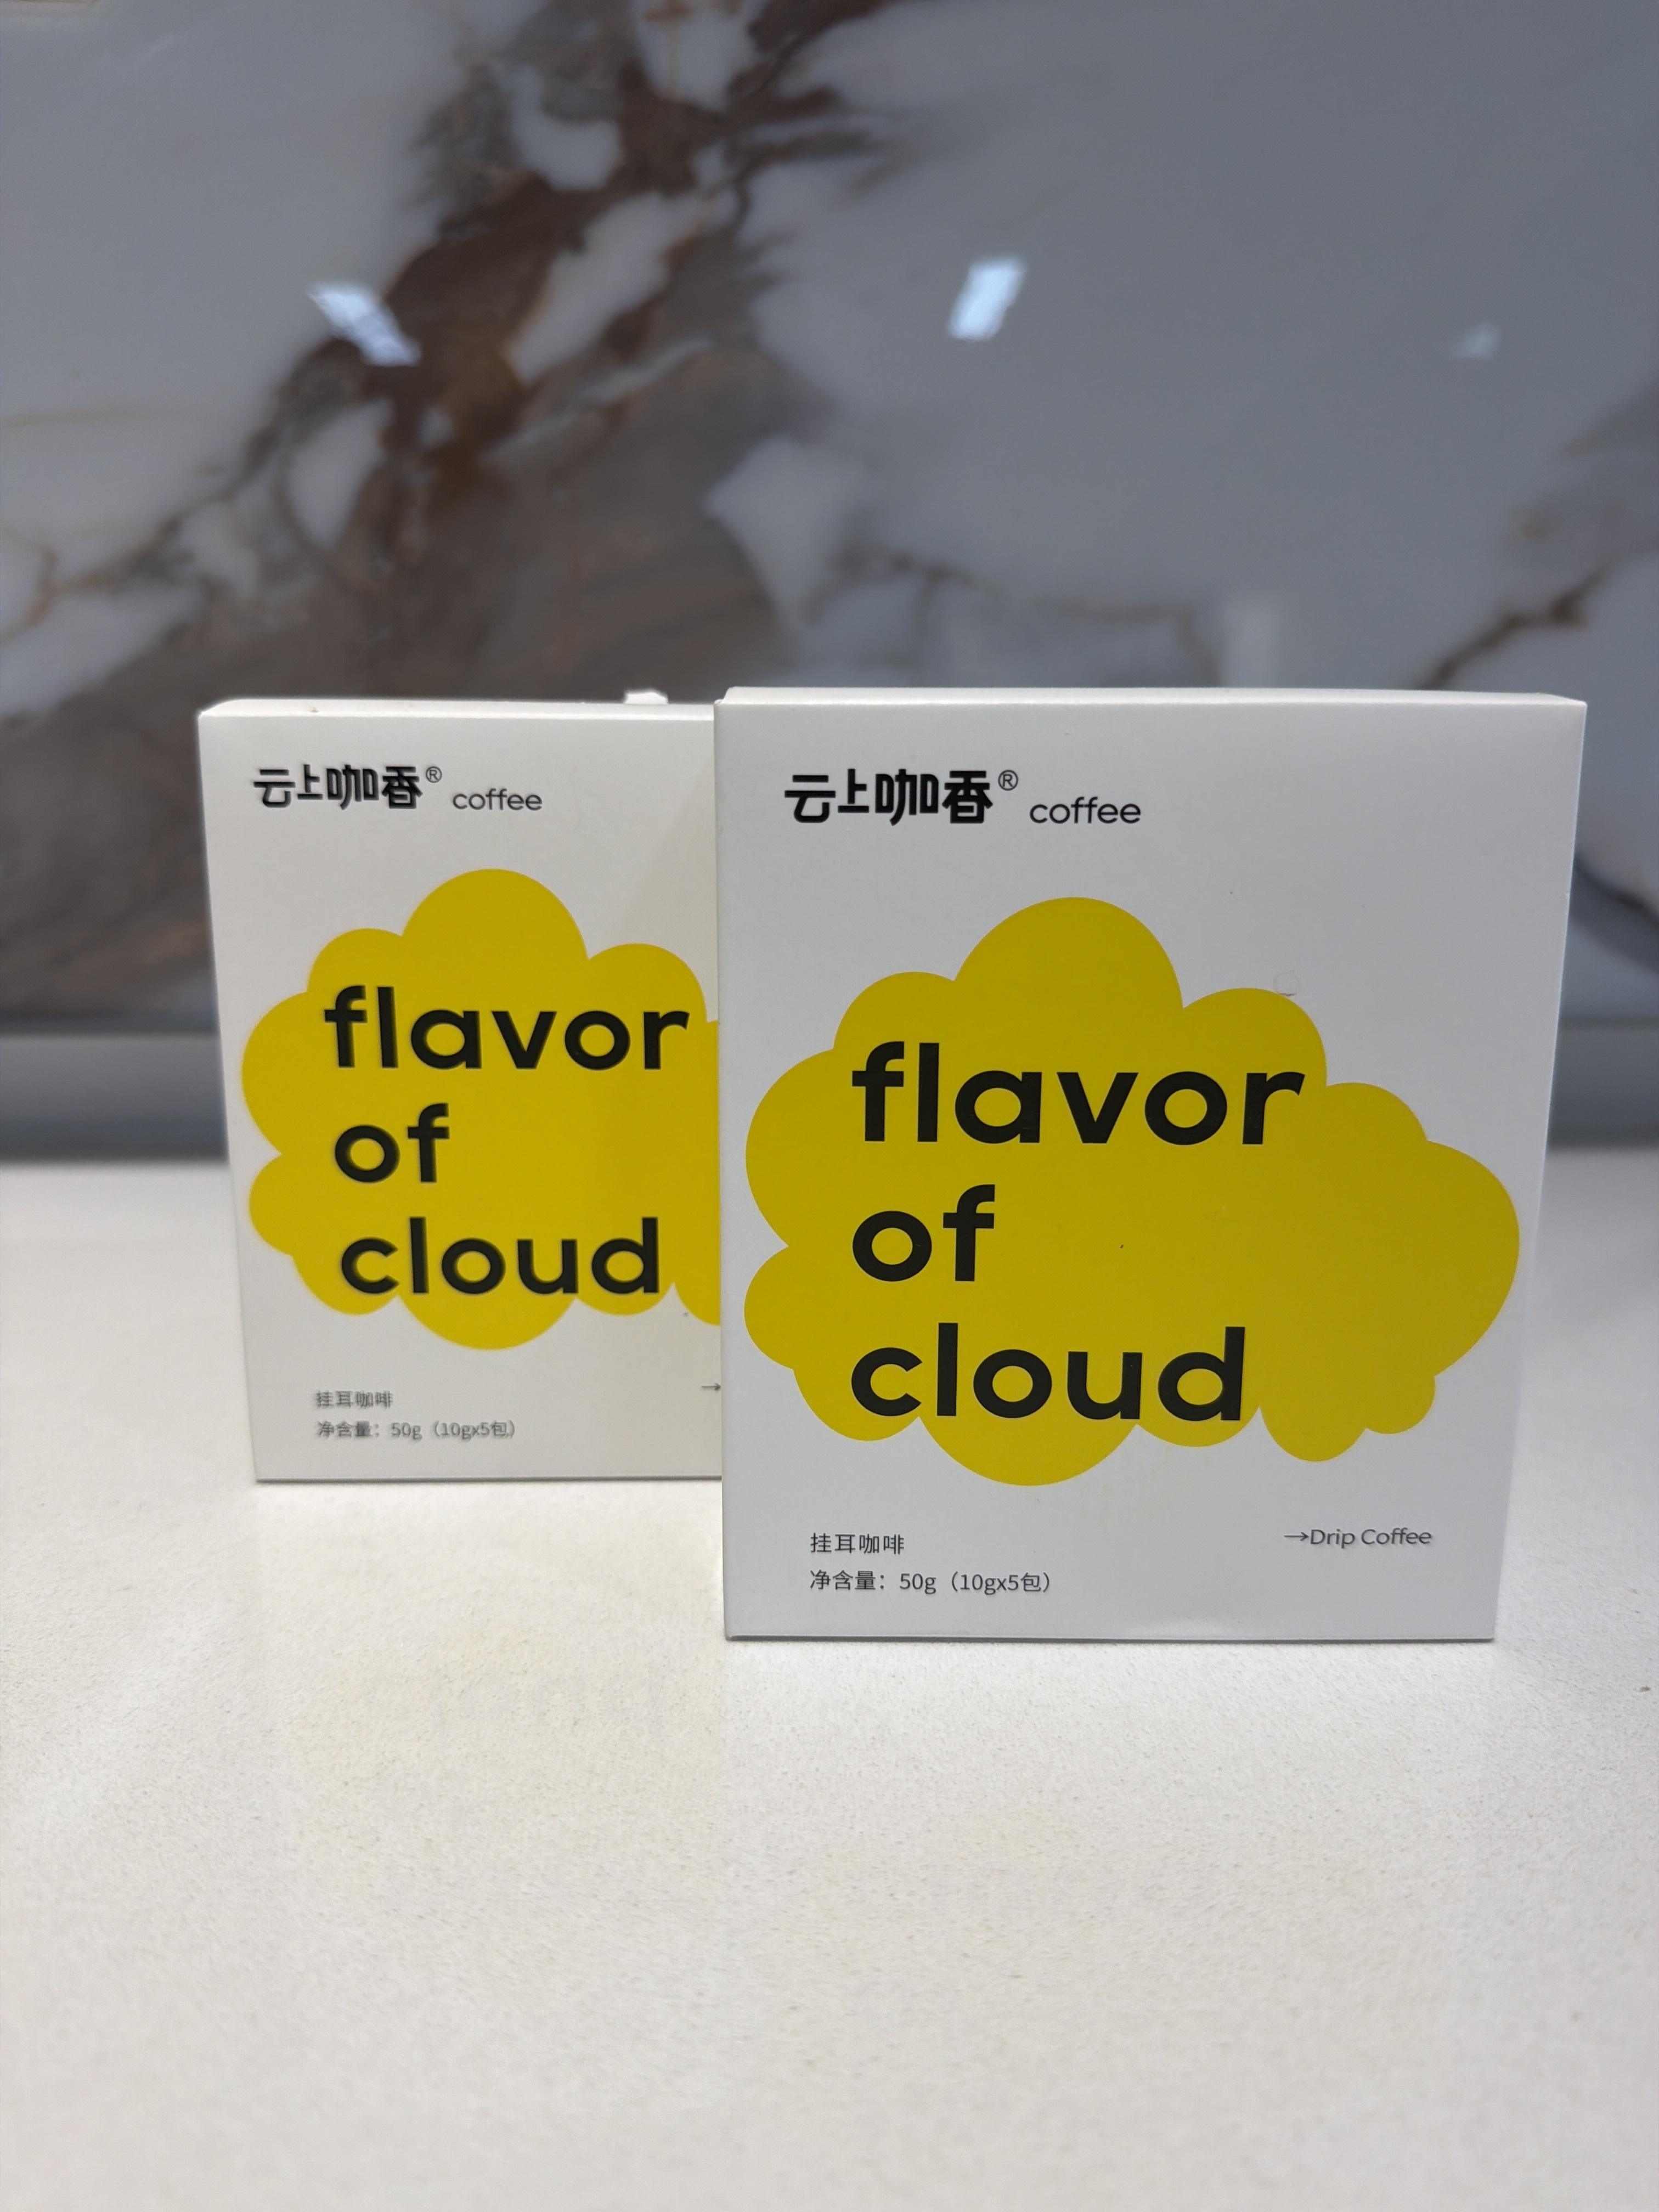 云上咖香® coffee
flavor
of
cloud
挂耳咖啡
净含量：50g（10gx5包）
→
云上咖香® coffee
flavor
of
cloud
挂耳咖啡
净含量：50g（10gx5包）
→Drip Coffee